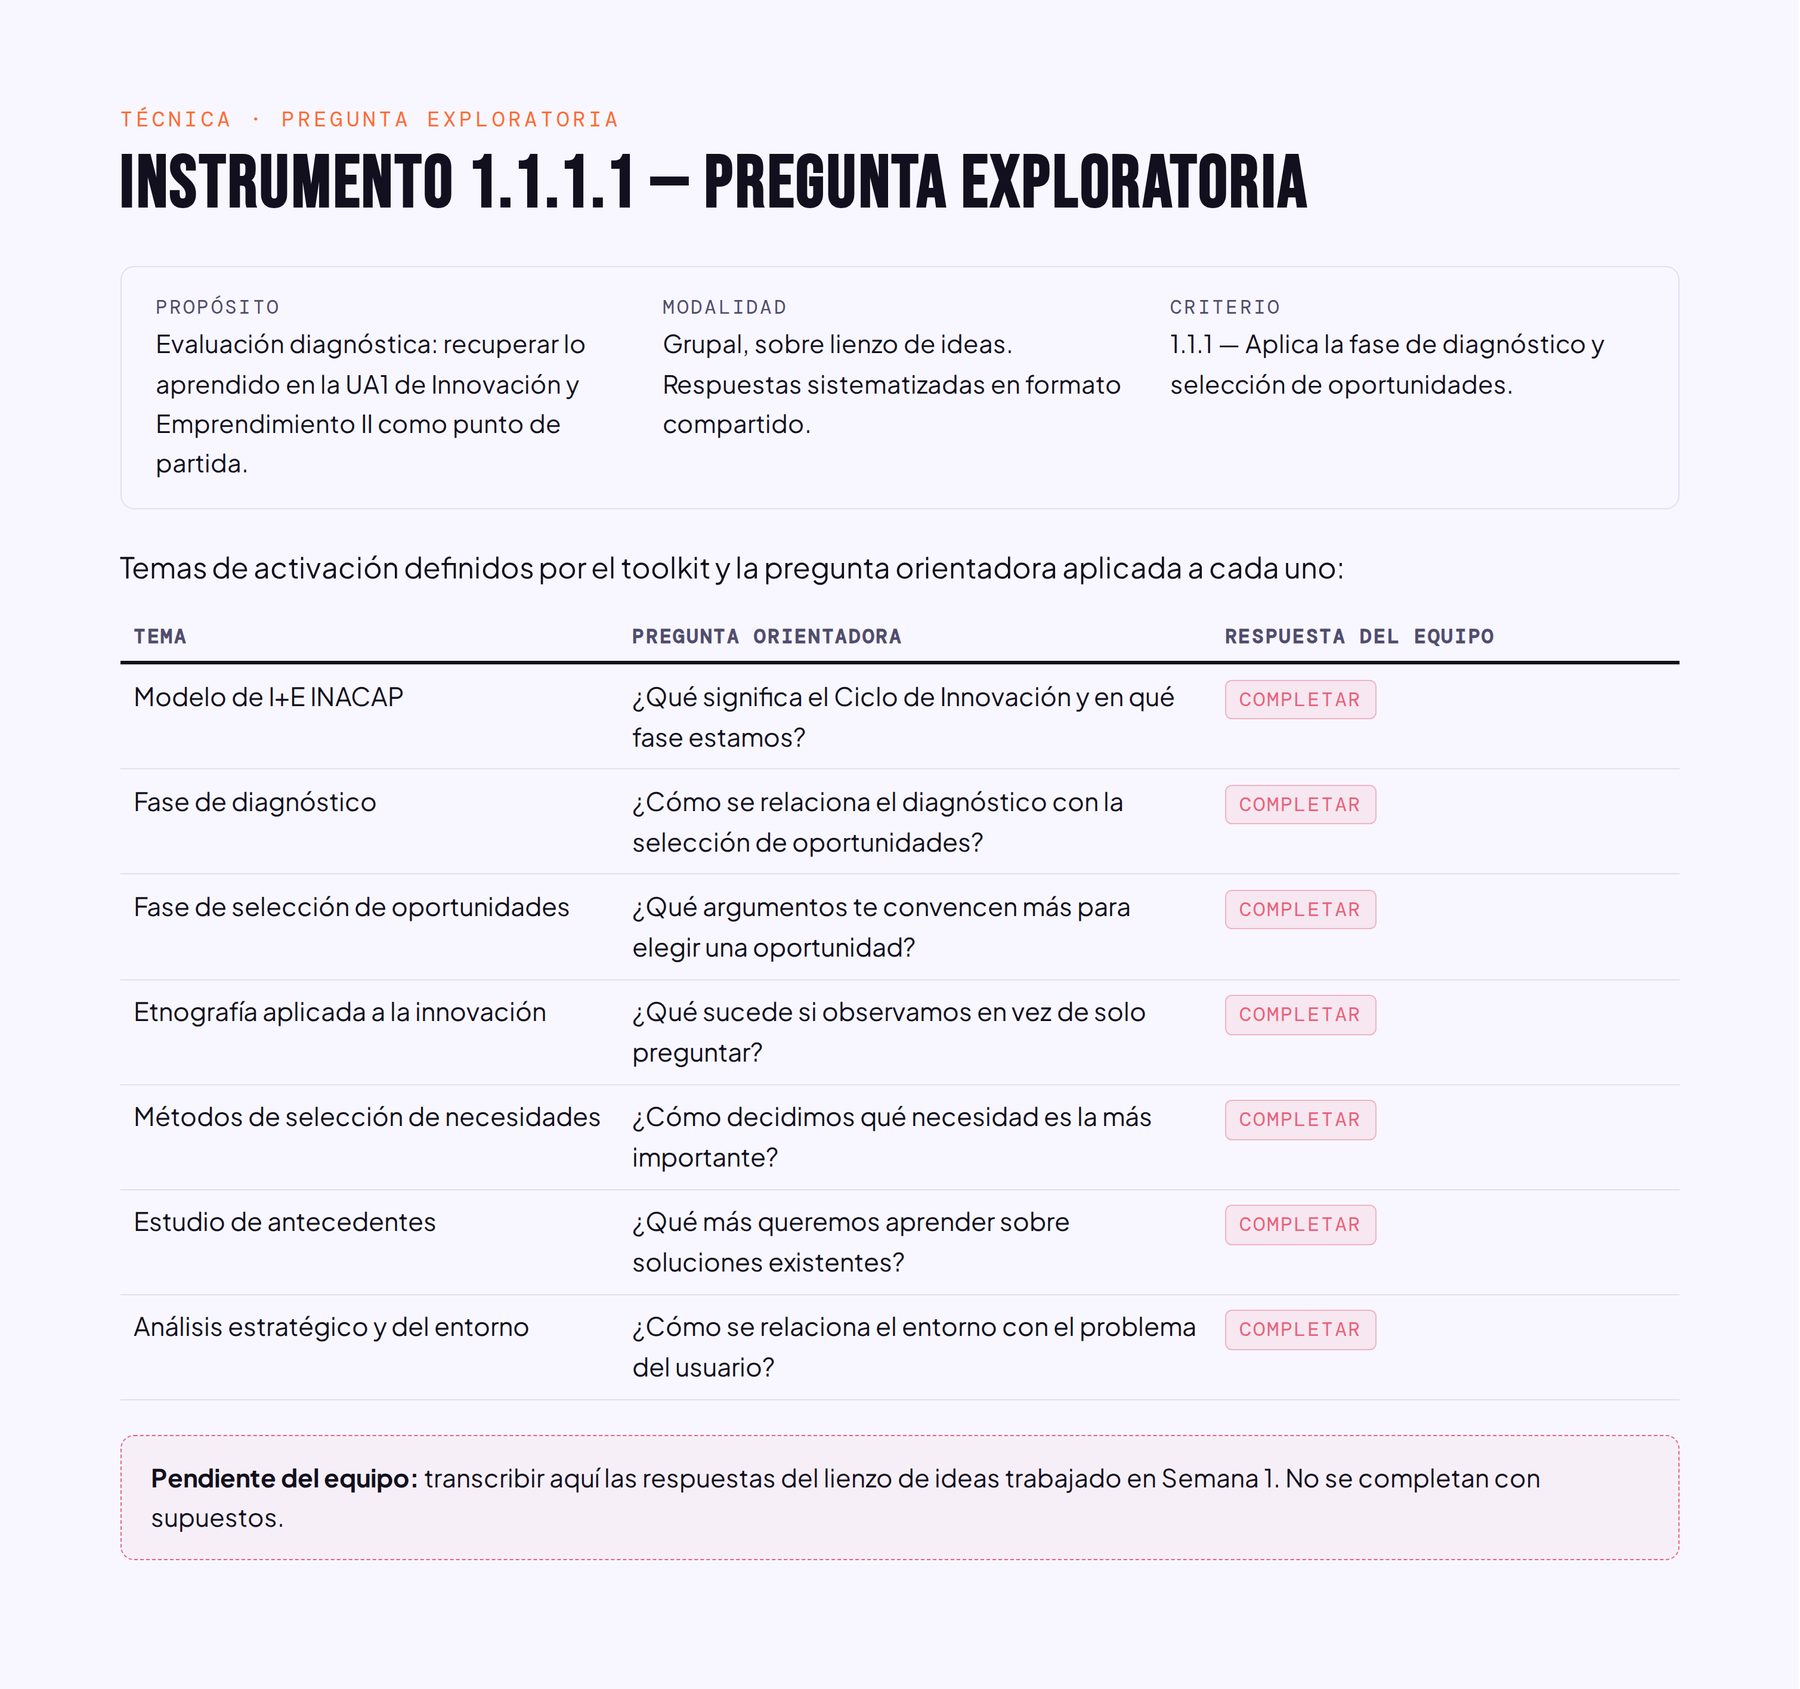 TÉCNICA · PREGUNTA EXPLORATORIA
INSTRUMENTO 1.1.1.1 — PREGUNTA EXPLORATORIA
PROPÓSITO
Evaluación diagnóstica: recuperar lo
aprendido en la UA1 de Innovación y
Emprendimiento II como punto de
partida.
MODALIDAD
Grupal, sobre lienzo de ideas.
Respuestas sistematizadas en formato
compartido.
CRITERIO
1.1.1 — Aplica la fase de diagnóstico y
selección de oportunidades.
Temas de activación definidos por el toolkit y la pregunta orientadora aplicada a cada uno:
TEMA PREGUNTA ORIENTADORA RESPUESTA DEL EQUIPO
Modelo de I+E INACAP ¿Qué significa el Ciclo de Innovación y en qué COMPLETAR
fase estamos?
Fase de diagnóstico ¿Cómo se relaciona el diagnóstico con la COMPLETAR
selección de oportunidades?
Fase de selección de oportunidades ¿Qué argumentos te convencen más para COMPLETAR
elegir una oportunidad?
Etnografía aplicada a la innovación ¿Qué sucede si observamos en vez de solo COMPLETAR
preguntar?
Métodos de selección de necesidades ¿Cómo decidimos qué necesidad es la más COMPLETAR
importante?
Estudio de antecedentes ¿Qué más queremos aprender sobre COMPLETAR
soluciones existentes?
Análisis estratégico y del entorno ¿Cómo se relaciona el entorno con el problema COMPLETAR
del usuario?
Pendiente del equipo: transcribir aquí las respuestas del lienzo de ideas trabajado en Semana 1. No se completan con
supuestos.